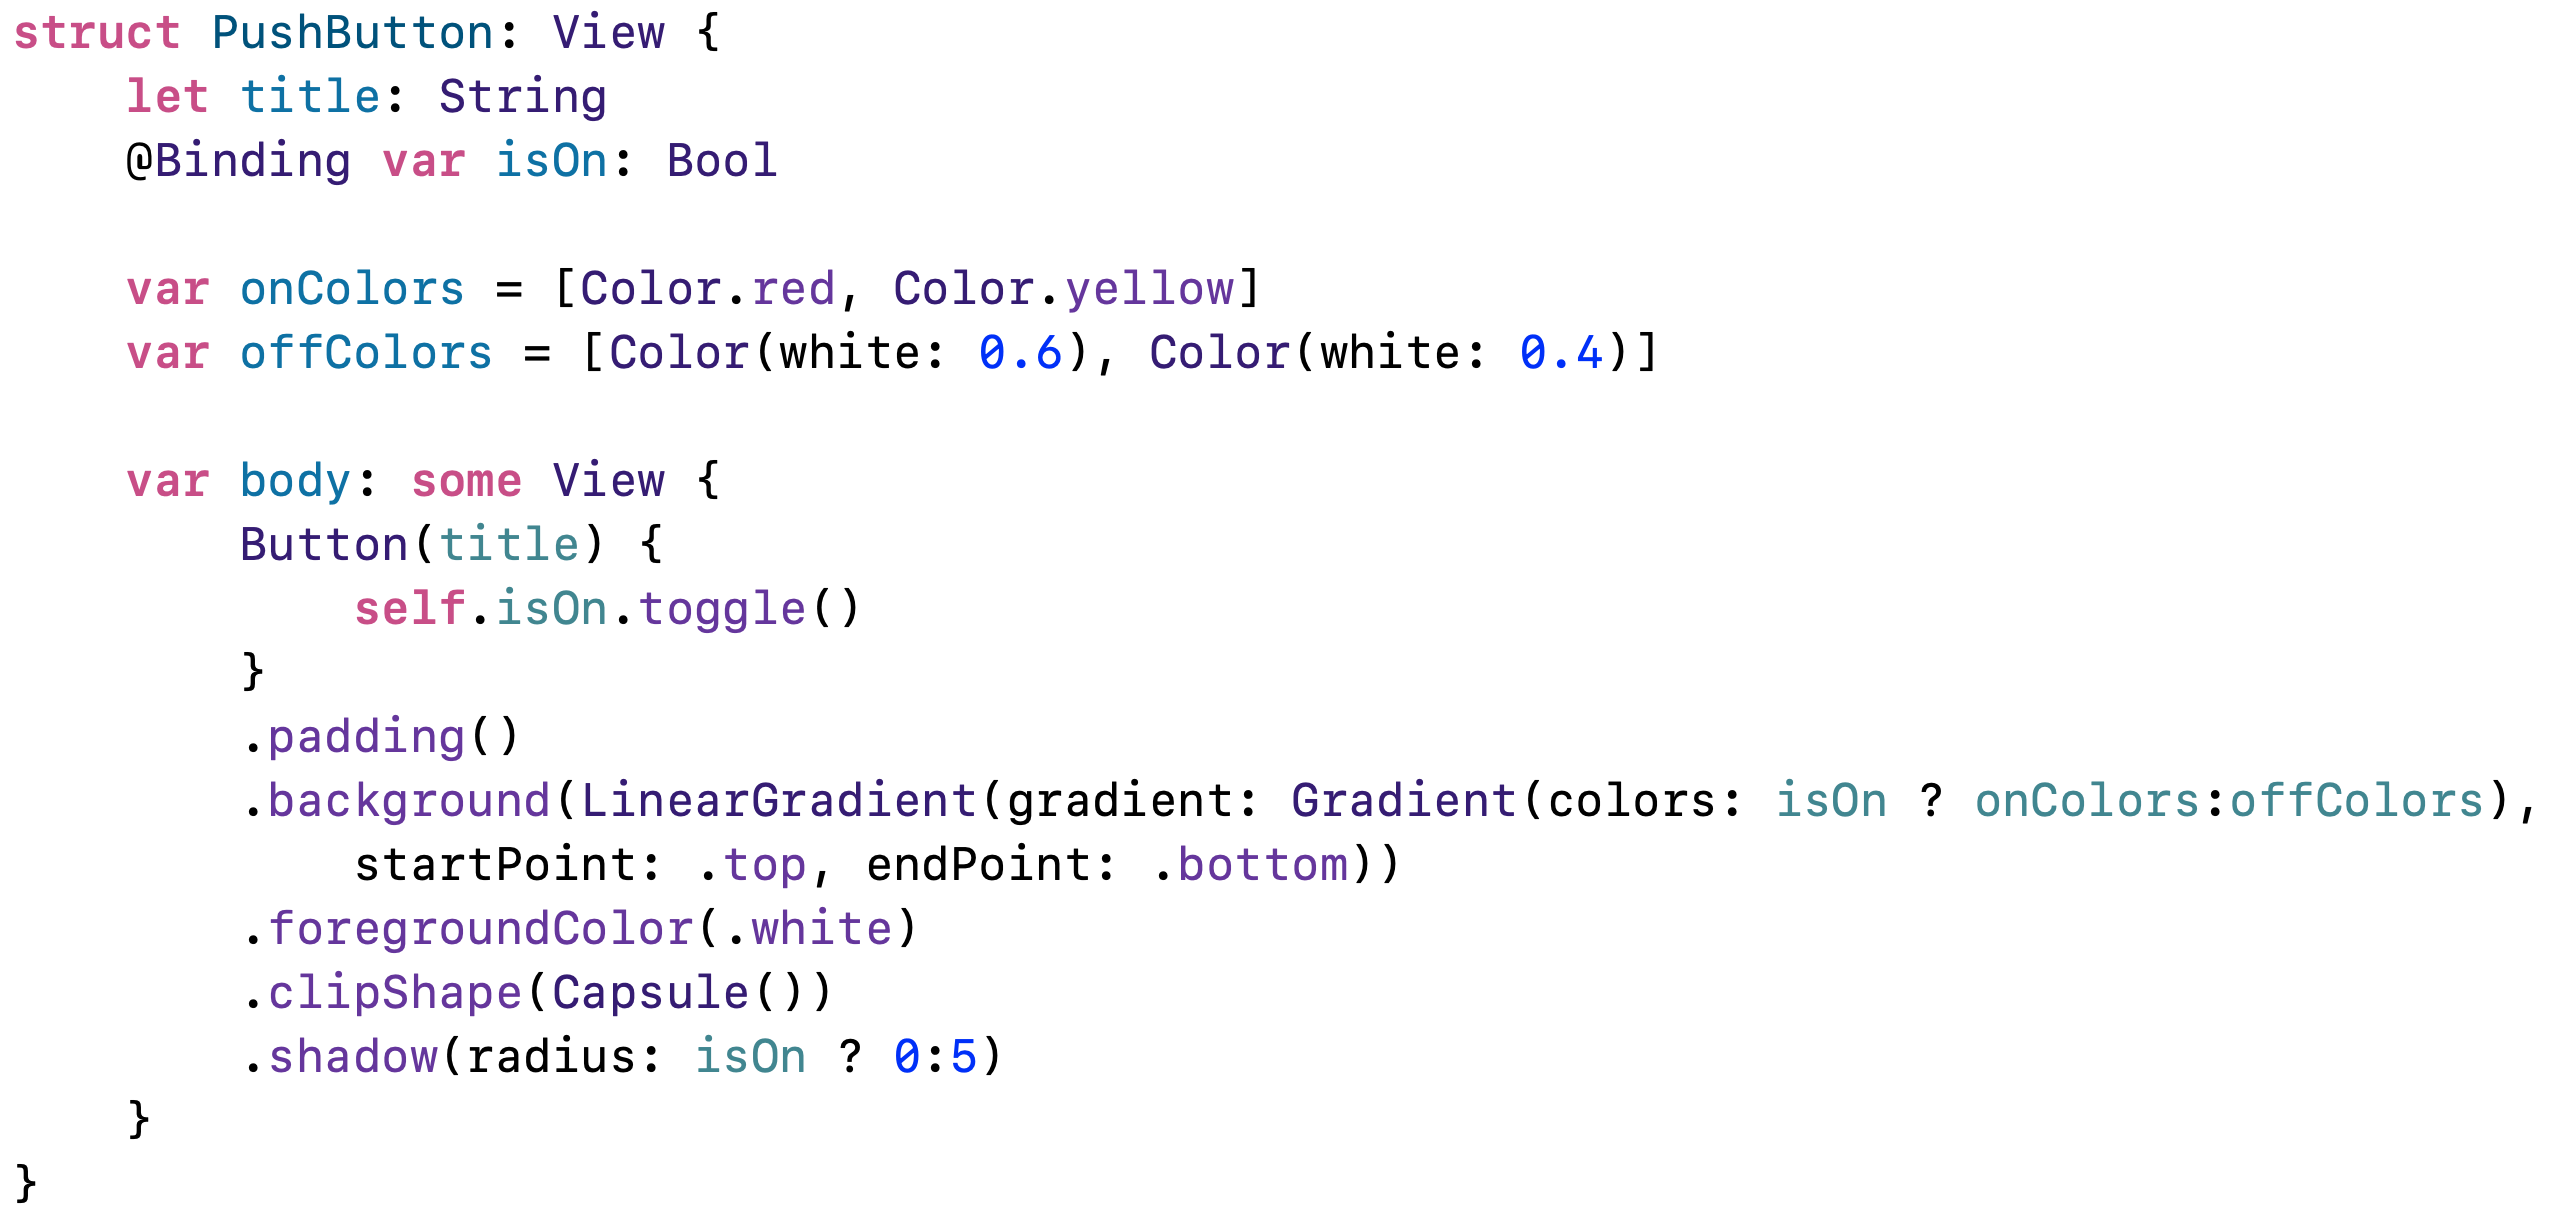 struct PushButton: View {
    let title: String
    @Binding var isOn: Bool

    var onColors = [Color.red, Color.yellow]
    var offColors = [Color(white: 0.6), Color(white: 0.4)]

    var body: some View {
        Button(title) {
            self.isOn.toggle()
        }
        .padding()
        .background(LinearGradient(gradient: Gradient(colors: isOn ? onColors:offColors),
            startPoint: .top, endPoint: .bottom))
        .foregroundColor(.white)
        .clipShape(Capsule())
        .shadow(radius: isOn ? 0:5)
    }
}